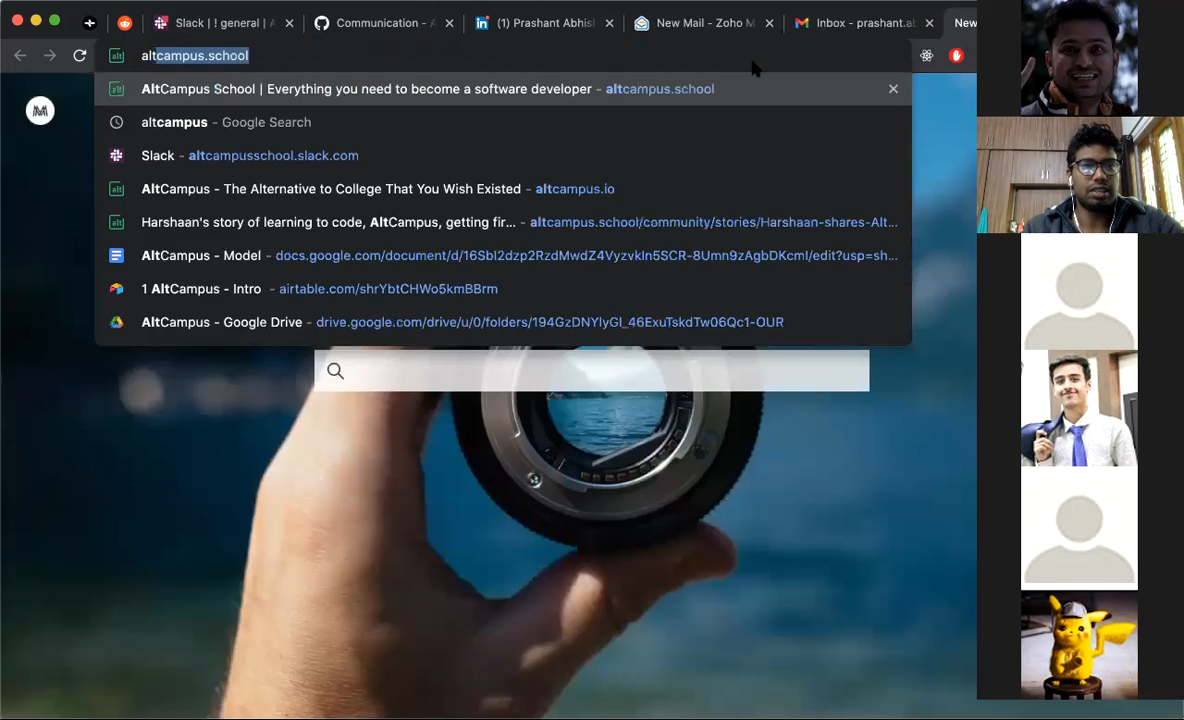 Slack | ! general | A
Communication - A
(1) Prashant Abhis
New Mail - Zoho M
Inbox - prashant.ab
New
altcampus.school
AltCampus School | Everything you need to become a software developer - altcampus.school
altcampus - Google Search
Slack - altcampusschool.slack.com
AltCampus - The Alternative to College That You Wish Existed - altcampus.io
Harshaan's story of learning to code, AltCampus, getting fir... - altcampus.school/community/stories/Harshaan-shares-Alt...
AltCampus - Model - docs.google.com/document/d/16SbI2dzp2RzdMwdZ4VyzvkIn5SCR-8Umn9zAgbDKcmI/edit?usp=sh...
1 AltCampus - Intro - airtable.com/shrYbtCHWo5kmBBrm
AltCampus - Google Drive - drive.google.com/drive/u/0/folders/194GzDNYIyGl_46ExuTskdTw06Qc1-OUR